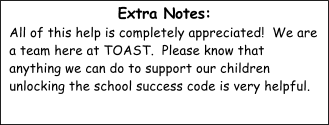 Extra Notes:
All of this help is completely appreciated!  We are
a team here at TOAST.  Please know that
anything we can do to support our children
unlocking the school success code is very helpful.